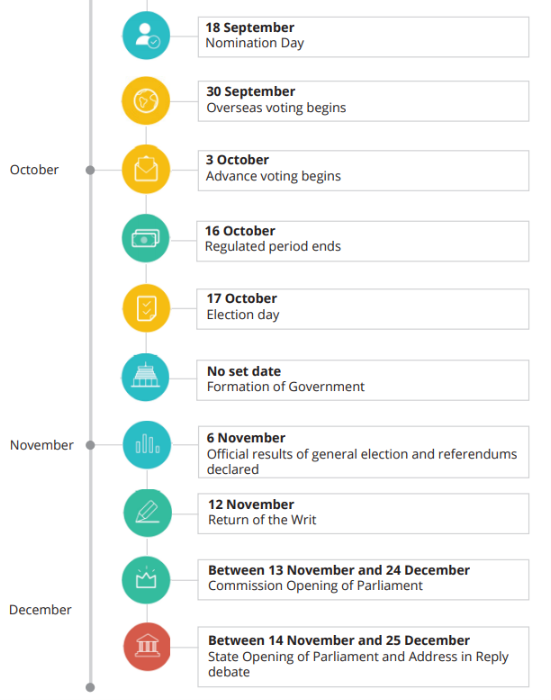 18 September
Nomination Day
30 September
Overseas voting begins
October
3 October
Advance voting begins
16 October
Regulated period ends
17 October
Election day
No set date
Formation of Government
November
6 November
Official results of general election and referendums
declared
12 November
Return of the Writ
Between 13 November and 24 December
Commission Opening of Parliament
December
Between 14 November and 25 December
State Opening of Parliament and Address in Reply
debate